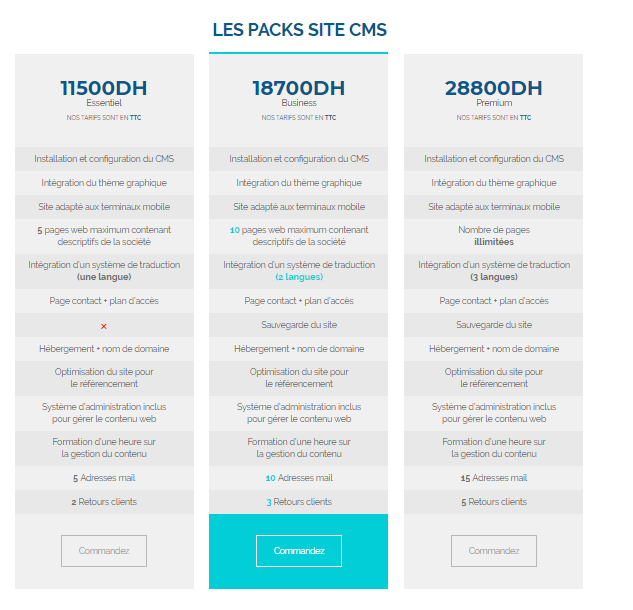 LES PACKS SITE CMS
11500DH
Essentiel
NOS TARIFS SONT EN TTC
Installation et configuration du CMS
Intégration du thème graphique
Site adapté aux terminaux mobile
5 pages web maximum contenant
descriptifs de la société
Intégration d'un système de traduction
(une langue)
Page contact + plan d'accès
×
Hébergement + nom de domaine
Optimisation du site pour
le référencement
Système d'administration inclus
pour gérer le contenu web
Formation d'une heure sur
la gestion du contenu
5 Adresses mail
2 Retours clients
Commandez
18700DH
Business
NOS TARIFS SONT EN TTC
Installation et configuration du CMS
Intégration du thème graphique
Site adapté aux terminaux mobile
10 pages web maximum contenant
descriptifs de la société
Intégration d'un système de traduction
(2 langues)
Page contact + plan d'accès
Sauvegarde du site
Hébergement + nom de domaine
Optimisation du site pour
le référencement
Système d'administration inclus
pour gérer le contenu web
Formation d'une heure sur
la gestion du contenu
10 Adresses mail
3 Retours clients
Commandez
28800DH
Premium
NOS TARIFS SONT EN TTC
Installation et configuration du CMS
Intégration du thème graphique
Site adapté aux terminaux mobile
Nombre de pages
illimitées
Intégration d'un système de traduction
(3 langues)
Page contact + plan d'accès
Sauvegarde du site
Hébergement + nom de domaine
Optimisation du site pour
le référencement
Système d'administration inclus
pour gérer le contenu web
Formation d'une heure sur
la gestion du contenu
15 Adresses mail
5 Retours clients
Commandez